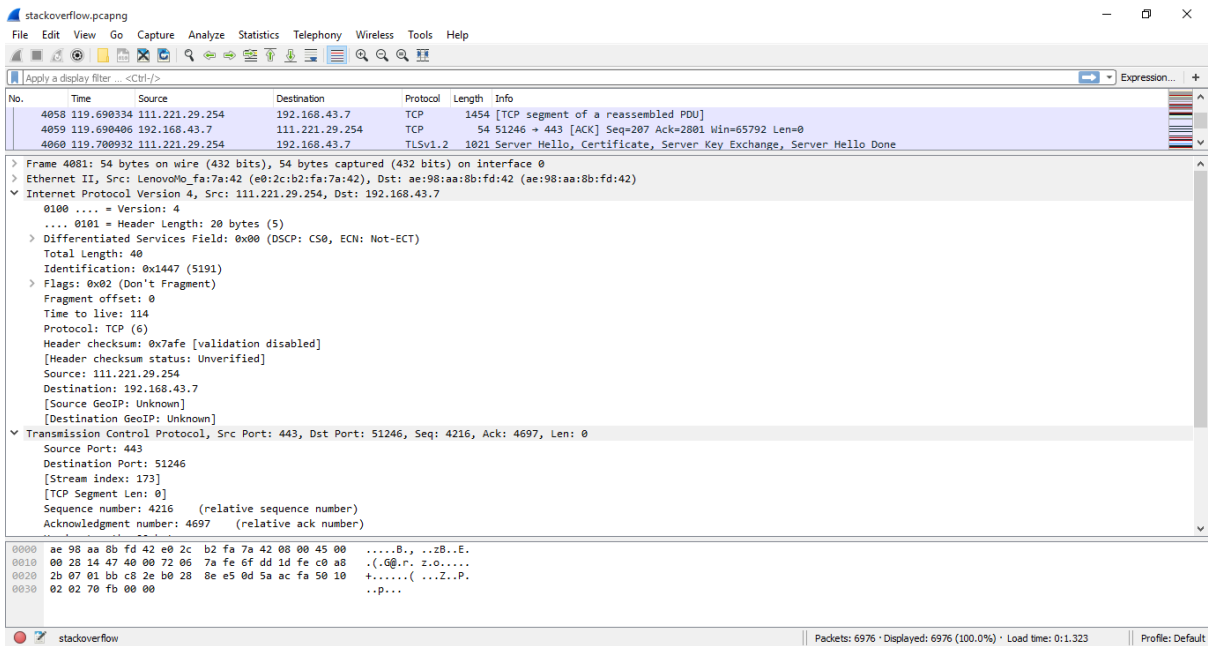 stackoverflow.pcapng
File Edit View Go Capture Analyze Statistics Telephony Wireless Tools Help
Apply a display filter ... <Ctrl-/> Expression... +
No. Time Source Destination Protocol Length Info
4058 119.690334 111.221.29.254 192.168.43.7 TCP 1454 [TCP segment of a reassembled PDU]
4059 119.690406 192.168.43.7 111.221.29.254 TCP 54 51246 → 443 [ACK] Seq=207 Ack=2801 Win=65792 Len=0
4060 119.700932 111.221.29.254 192.168.43.7 TLSv1.2 1021 Server Hello, Certificate, Server Key Exchange, Server Hello Done
Frame 4081: 54 bytes on wire (432 bits), 54 bytes captured (432 bits) on interface 0
Ethernet II, Src: LenovoMo_fa:7a:42 (e0:2c:b2:fa:7a:42), Dst: ae:98:aa:8b:fd:42 (ae:98:aa:8b:fd:42)
Internet Protocol Version 4, Src: 111.221.29.254, Dst: 192.168.43.7
0100 .... = Version: 4
.... 0101 = Header Length: 20 bytes (5)
Differentiated Services Field: 0x00 (DSCP: CS0, ECN: Not-ECT)
Total Length: 40
Identification: 0x1447 (5191)
Flags: 0x02 (Don't Fragment)
Fragment offset: 0
Time to live: 114
Protocol: TCP (6)
Header checksum: 0x7afe [validation disabled]
[Header checksum status: Unverified]
Source: 111.221.29.254
Destination: 192.168.43.7
[Source GeoIP: Unknown]
[Destination GeoIP: Unknown]
Transmission Control Protocol, Src Port: 443, Dst Port: 51246, Seq: 4216, Ack: 4697, Len: 0
Source Port: 443
Destination Port: 51246
[Stream index: 173]
[TCP Segment Len: 0]
Sequence number: 4216 (relative sequence number)
Acknowledgment number: 4697 (relative ack number)
0000 ae 98 aa 8b fd 42 e0 2c b2 fa 7a 42 08 00 45 00 .....B., ..zB..E.
0010 00 28 14 47 40 00 72 06 7a fe 6f dd 1d fe c0 a8 .(.G@.r. z.o.....
0020 2b 07 01 bb c8 2e b0 28 8e e5 0d 5a ac fa 50 10 +......( ...Z..P.
0030 02 02 70 fb 00 00 ..p...
stackoverflow Packets: 6976 · Displayed: 6976 (100.0%) · Load time: 0:1.323 Profile: Default